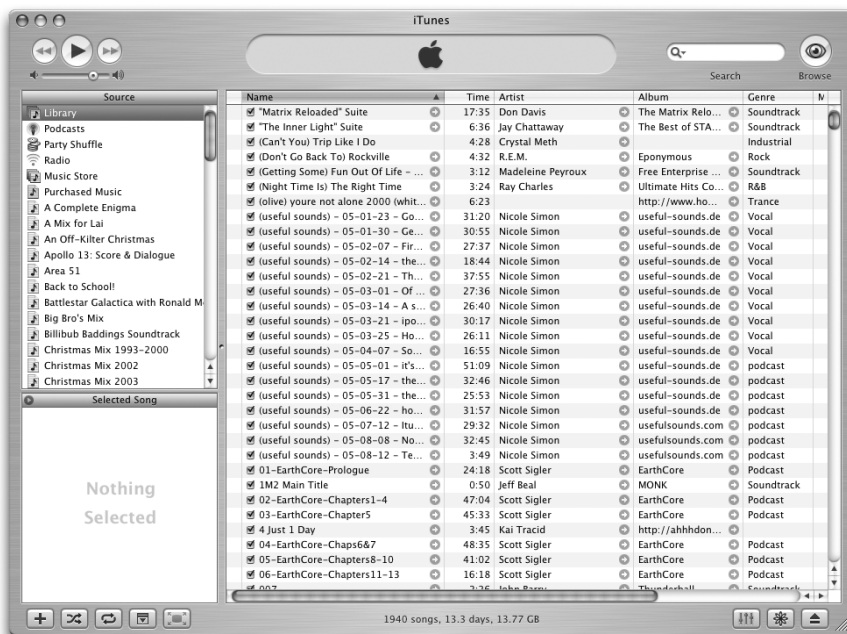 iTunes
Search
Browse
Source
Library
Podcasts
Party Shuffle
Radio
Music Store
Purchased Music
A Complete Enigma
A Mix for Lai
An Off-Kilter Christmas
Apollo 13: Score & Dialogue
Area 51
Back to School!
Battlestar Galactica with Ronald M
Big Bro's Mix
Billibub Baddings Soundtrack
Christmas Mix 1993-2000
Christmas Mix 2002
Christmas Mix 2003
Selected Song
Nothing
Selected
Name Time Artist Album Genre M
"Matrix Reloaded" Suite 17:35 Don Davis The Matrix Relo... Soundtrack
"The Inner Light" Suite 6:36 Jay Chattaway The Best of STA... Soundtrack
(Can't You) Trip Like I Do 4:28 Crystal Meth Industrial
(Don't Go Back To) Rockville 4:32 R.E.M. Eponymous Rock
(Getting Some) Fun Out Of Life – ... 3:12 Madeleine Peyroux Free Enterprise ... Soundtrack
(Night Time Is) The Right Time 3:24 Ray Charles Ultimate Hits Co... R&B
(olive) youre not alone 2000 (whit... 6:23 http://www.ho... Trance
(useful sounds) – 05-01-23 – Go... 31:20 Nicole Simon useful-sounds.de Vocal
(useful sounds) – 05-01-30 – Ge... 30:55 Nicole Simon useful-sounds.de Vocal
(useful sounds) – 05-02-07 – Fir... 27:37 Nicole Simon useful-sounds.de Vocal
(useful sounds) – 05-02-14 – the... 18:44 Nicole Simon useful-sounds.de Vocal
(useful sounds) – 05-02-21 – Th... 37:55 Nicole Simon useful-sounds.de Vocal
(useful sounds) – 05-03-01 – Of ... 27:36 Nicole Simon useful-sounds.de Vocal
(useful sounds) – 05-03-14 – A s... 26:40 Nicole Simon useful-sounds.de Vocal
(useful sounds) – 05-03-21 – ipo... 30:17 Nicole Simon useful-sounds.de Vocal
(useful sounds) – 05-03-25 – Ho... 26:11 Nicole Simon useful-sounds.de Vocal
(useful sounds) – 05-04-07 – So... 16:55 Nicole Simon useful-sounds.de Vocal
(useful sounds) – 05-05-01 – it's... 51:09 Nicole Simon useful-sounds.de podcast
(useful sounds) – 05-05-17 – the... 32:46 Nicole Simon useful-sounds.de podcast
(useful sounds) – 05-05-31 – the... 25:53 Nicole Simon useful-sounds.de podcast
(useful sounds) – 05-06-22 – ho... 31:57 Nicole Simon useful-sounds.de podcast
(useful sounds) – 05-07-12 – Itu... 29:32 Nicole Simon usefulsounds.com podcast
(useful sounds) – 05-08-08 – No... 32:45 Nicole Simon usefulsounds.com podcast
(useful sounds) – 05-08-12 – Te... 3:49 Nicole Simon usefulsounds.com podcast
01-EarthCore-Prologue 24:18 Scott Sigler EarthCore Podcast
1M2 Main Title 0:50 Jeff Beal MONK Soundtrack
02-EarthCore-Chapters1-4 47:04 Scott Sigler EarthCore Podcast
03-EarthCore-Chapter5 45:33 Scott Sigler EarthCore Podcast
4 Just 1 Day 3:45 Kai Tracid http://ahhhdon...
04-EarthCore-Chaps6&7 48:35 Scott Sigler EarthCore Podcast
05-EarthCore-Chapters8-10 41:02 Scott Sigler EarthCore Podcast
06-EarthCore-Chapters11-13 16:18 Scott Sigler EarthCore Podcast
007 2:26 John Barry Thunderball Soundtrack
1940 songs, 13.3 days, 13.77 GB